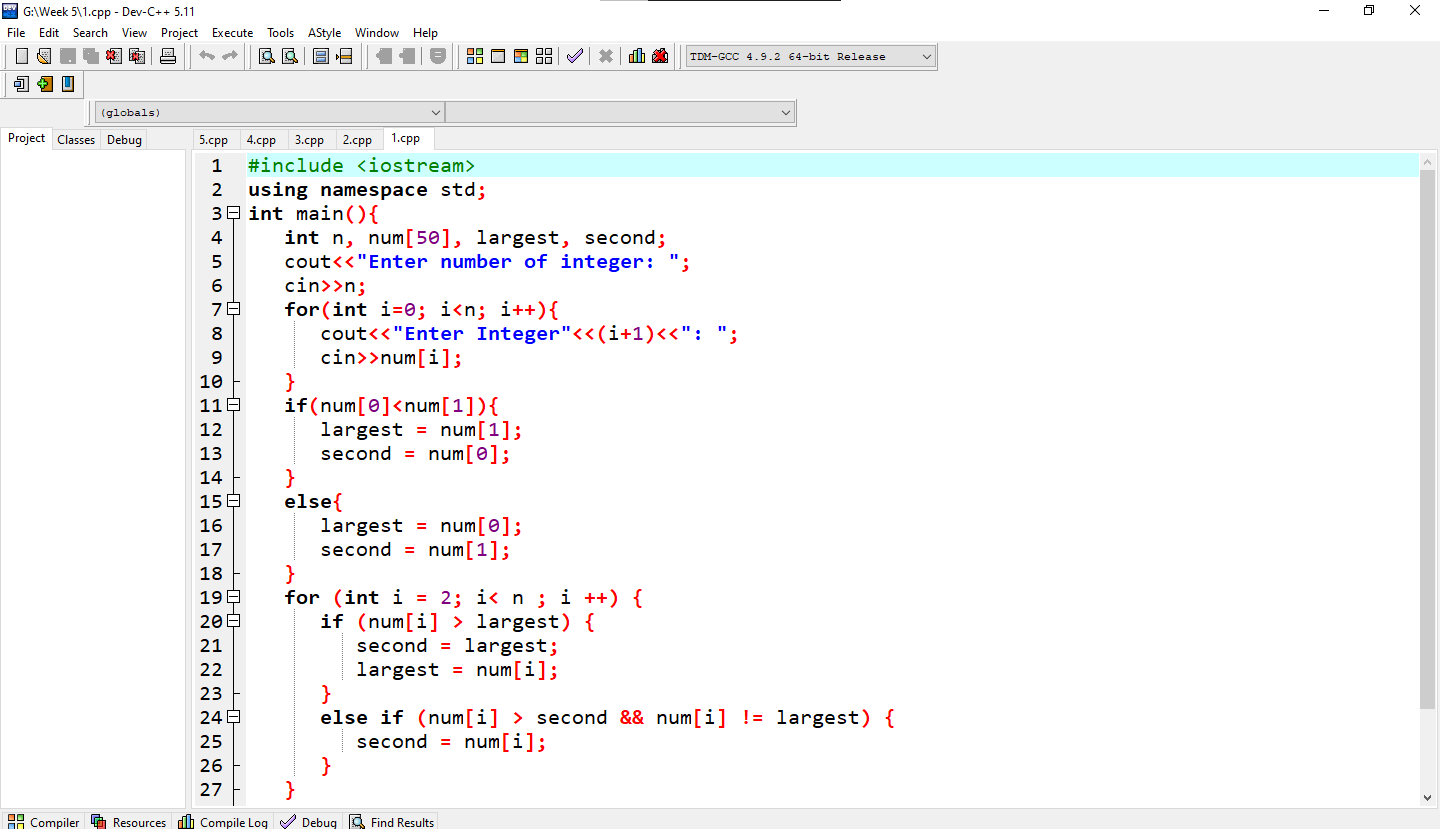 G:\Week 5\1.cpp - Dev-C++ 5.11
File Edit Search View Project Execute Tools AStyle Window Help
TDM-GCC 4.9.2 64-bit Release
(globals)
Project Classes Debug 5.cpp 4.cpp 3.cpp 2.cpp 1.cpp
1 #include <iostream>
2 using namespace std;
3 int main(){
4 int n, num[50], largest, second;
5 cout<<"Enter number of integer: ";
6 cin>>n;
7 for(int i=0; i<n; i++){
8 cout<<"Enter Integer"<<(i+1)<<": ";
9 cin>>num[i];
10 }
11 if(num[0]<num[1]){
12 largest = num[1];
13 second = num[0];
14 }
15 else{
16 largest = num[0];
17 second = num[1];
18 }
19 for (int i = 2; i< n ; i ++) {
20 if (num[i] > largest) {
21 second = largest;
22 largest = num[i];
23 }
24 else if (num[i] > second && num[i] != largest) {
25 second = num[i];
26 }
27 }
Compiler Resources Compile Log Debug Find Results